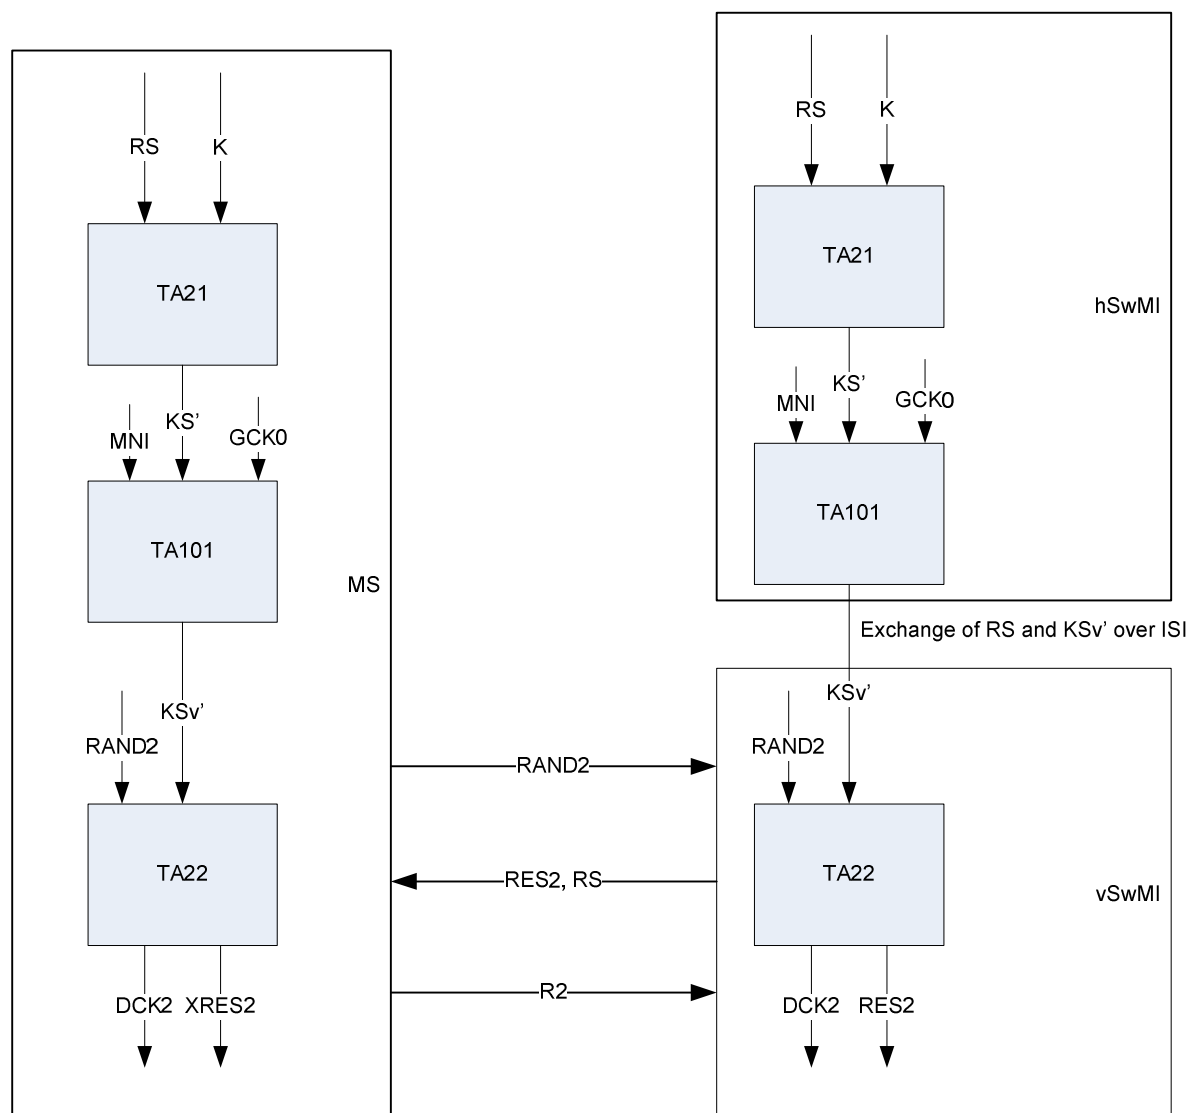 RS K
TA21
KS’
MNI
GCK0
TA101
MS
KSv’
RAND2
TA22
DCK2 XRES2
RAND2
RES2, RS
R2
RS K
TA21
hSwMI
KS’
MNI
GCK0
TA101
Exchange of RS and KSv’ over ISI
KSv’
RAND2
TA22
vSwMI
DCK2 RES2